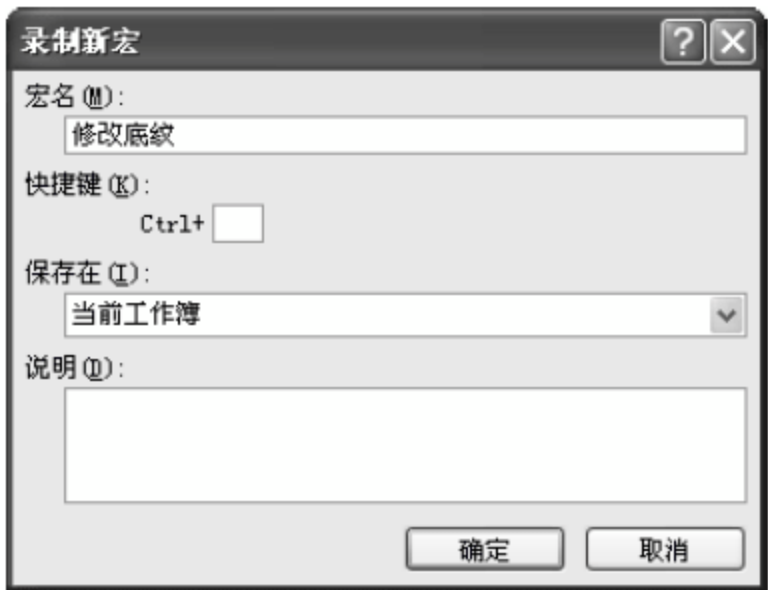 录制新宏
宏名(M):
修改底纹
快捷键(K):
Ctrl+
保存在(I):
当前工作簿
说明(D):
确定 取消